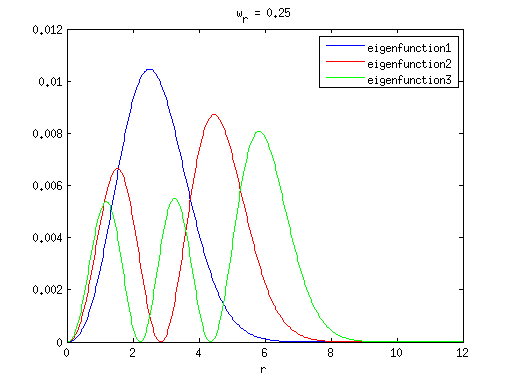 w_r = 0.25
0.012
eigenfunction1
eigenfunction2
eigenfunction3
0.01
0.008
0.006
0.004
0.002
0
0 2 4 6 8 10 12
r